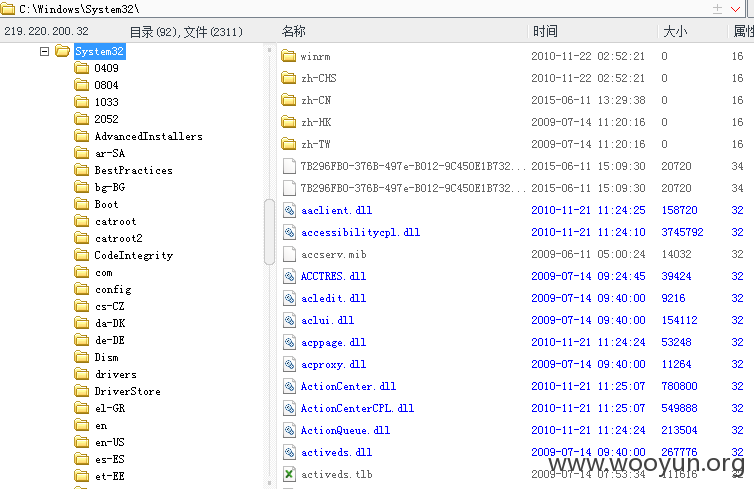 C:\Windows\System32\
219.220.200.32 目录(92),文件(2311)
名称 时间 大小 属性
System32
0409
0804
1033
2052
AdvancedInstallers
ar-SA
BestPractices
bg-BG
Boot
catroot
catroot2
CodeIntegrity
com
config
cs-CZ
da-DK
de-DE
Dism
drivers
DriverStore
el-GR
en
en-US
es-ES
et-EE
winrm 2010-11-22 02:52:21 0 16
zh-CHS 2010-11-22 02:52:21 0 16
zh-CN 2015-06-11 13:29:38 0 16
zh-HK 2009-07-14 11:20:16 0 16
zh-TW 2009-07-14 11:20:16 0 16
7B296FB0-376B-497e-B012-9C450E1B732... 2015-06-11 15:09:30 20720 34
7B296FB0-376B-497e-B012-9C450E1B732... 2015-06-11 15:09:30 20720 34
aaclient.dll 2010-11-21 11:24:25 158720 32
accessibilitycpl.dll 2010-11-21 11:24:10 3745792 32
accserv.mib 2009-06-11 05:00:24 14032 32
ACCTRES.dll 2009-07-14 09:24:45 39424 32
acledit.dll 2009-07-14 09:40:00 9216 32
aclui.dll 2009-07-14 09:40:00 154112 32
acppage.dll 2010-11-21 11:24:24 53248 32
acproxy.dll 2009-07-14 09:40:00 11264 32
ActionCenter.dll 2010-11-21 11:25:07 780800 32
ActionCenterCPL.dll 2010-11-21 11:25:07 549888 32
ActionQueue.dll 2010-11-21 11:24:24 213504 32
activeds.dll 2009-07-14 09:40:00 267776 32
activeds.tlb 2009-07-14 07:53:34 111616 32
www.wooyun.org